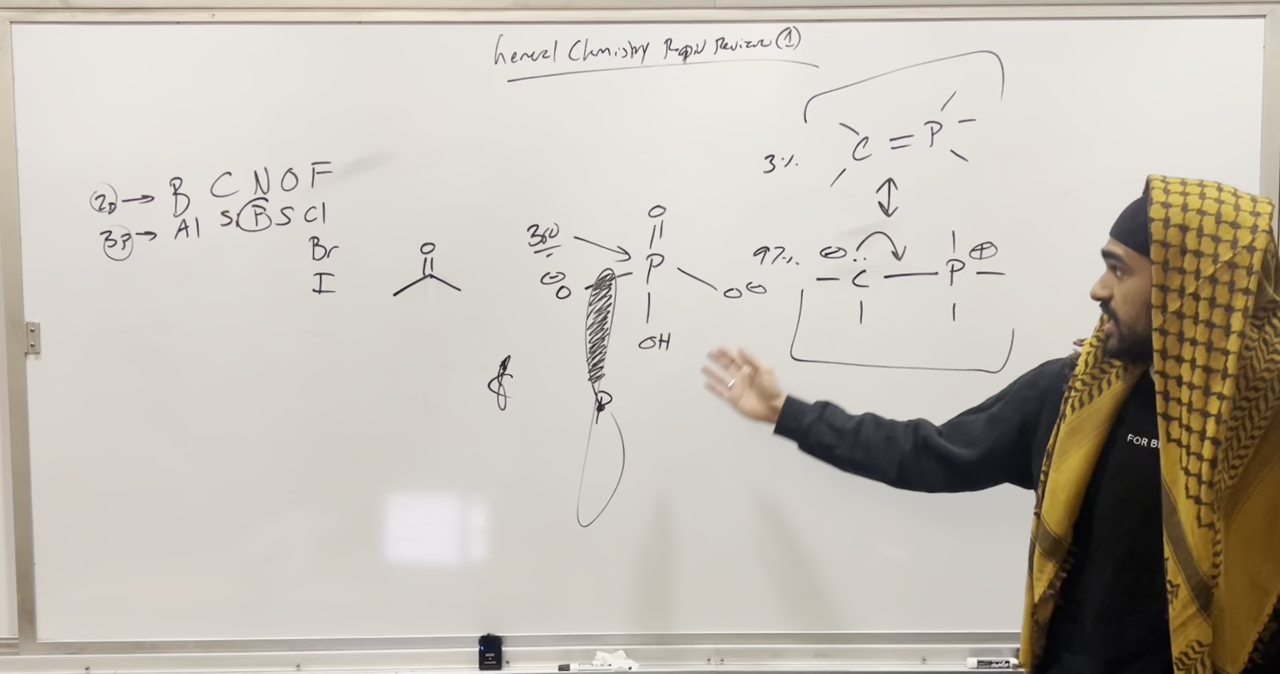 General Chemistry Rapid Review (1)
2p → B C N O F
3p → Al S P S Cl
Br
I
O
360
O
P
⊖
O
O ⊖
OH
P
3%
C = P
97%
⊖ C — P ⊕
FOR B